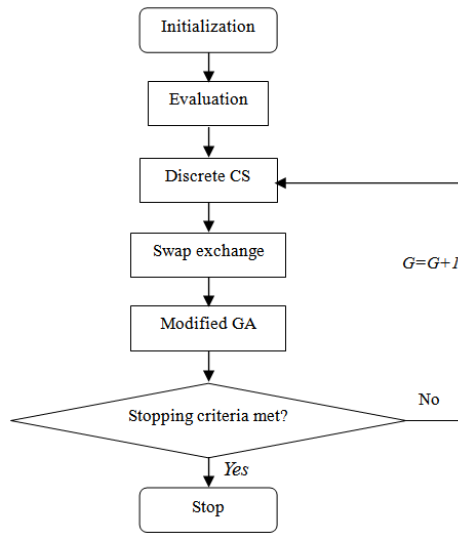 Initialization
Evaluation
Discrete CS
Swap exchange
G=G+1
Modified GA
Stopping criteria met?
No
Yes
Stop